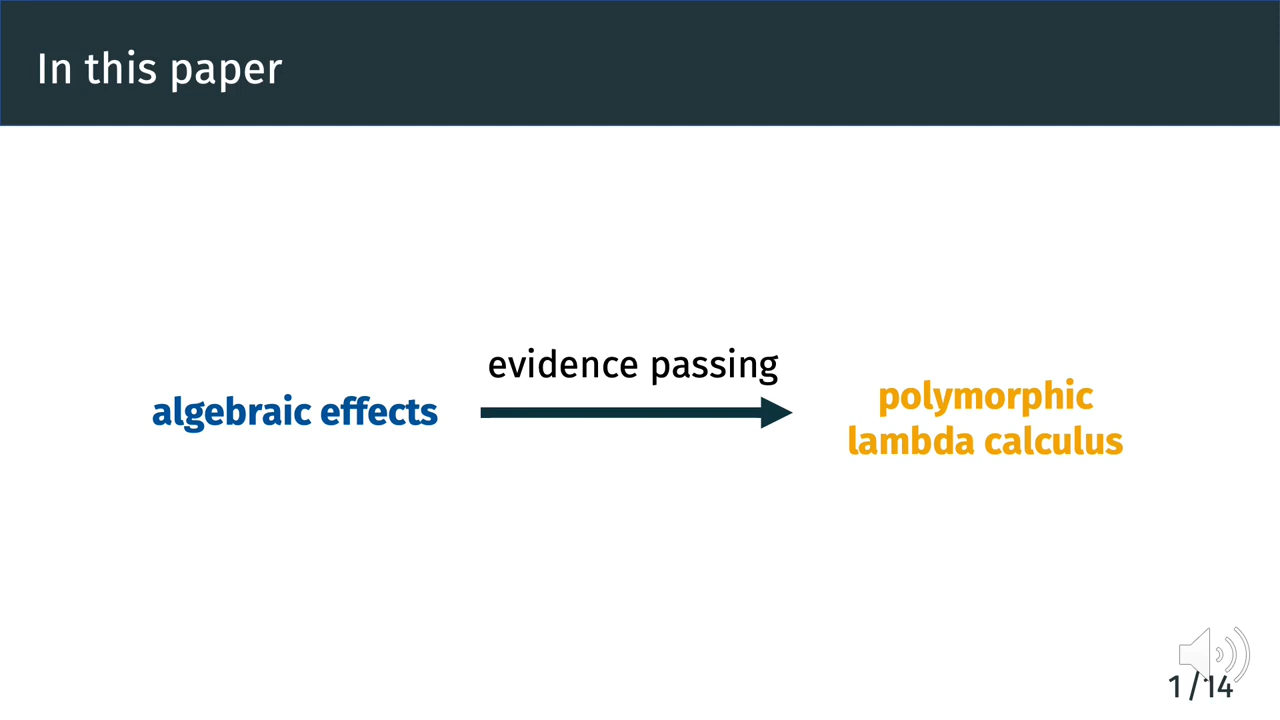 In this paper
evidence passing
algebraic effects
polymorphic
lambda calculus
1 / 14